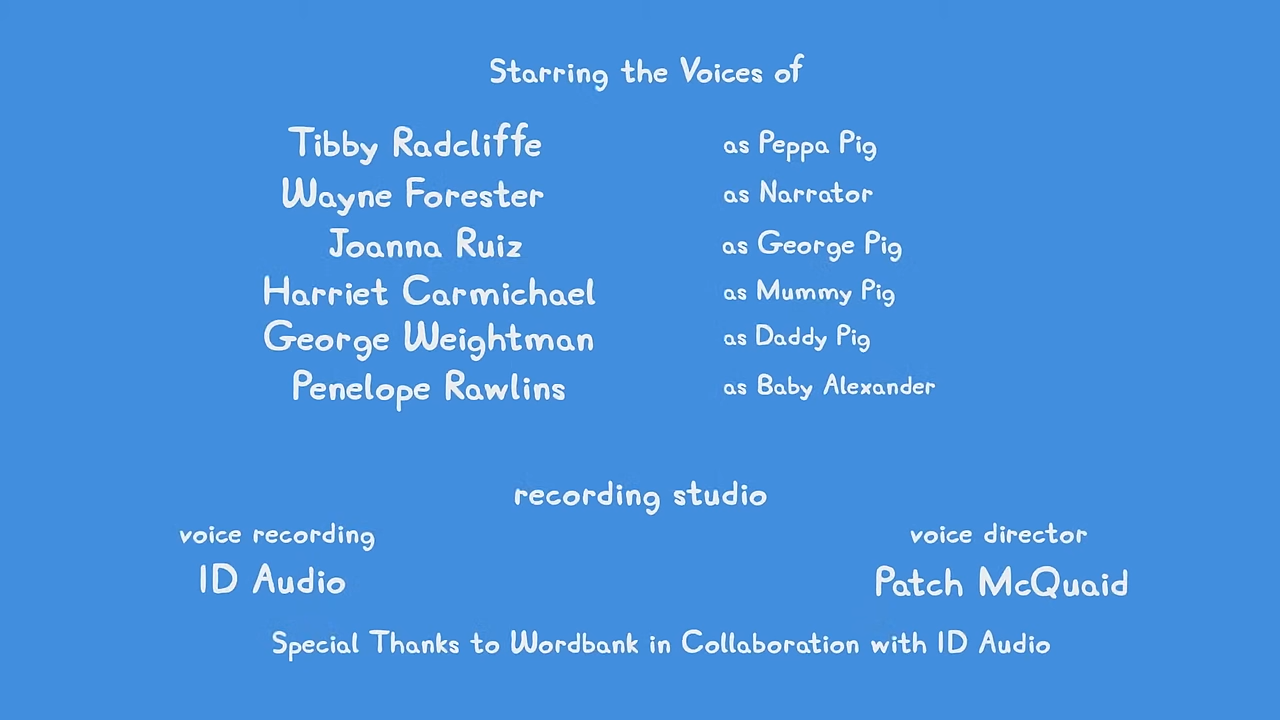 Starring the Voices of
Tibby Radcliffe as Peppa Pig
Wayne Forester as Narrator
Joanna Ruiz as George Pig
Harriet Carmichael as Mummy Pig
George Weightman as Daddy Pig
Penelope Rawlins as Baby Alexander
recording studio
voice recording voice director
ID Audio Patch McQuaid
Special Thanks to Wordbank in Collaboration with ID Audio